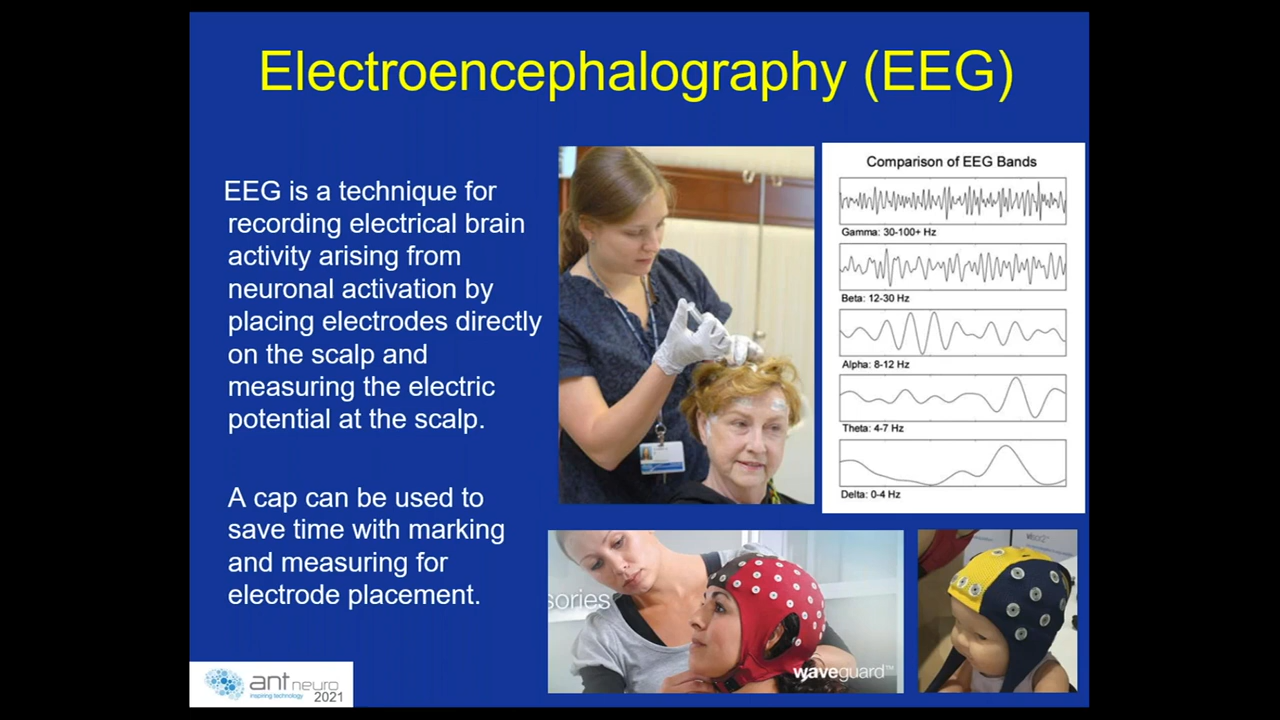 Electroencephalography (EEG)
EEG is a technique for
recording electrical brain
activity arising from
neuronal activation by
placing electrodes directly
on the scalp and
measuring the electric
potential at the scalp.
A cap can be used to
save time with marking
and measuring for
electrode placement.
Comparison of EEG Bands
Gamma: 30-100+ Hz
Beta: 12-30 Hz
Alpha: 8-12 Hz
Theta: 4-7 Hz
Delta: 0-4 Hz
sories
waveguard™
visor2™
ant neuro
inspiring technology
2021